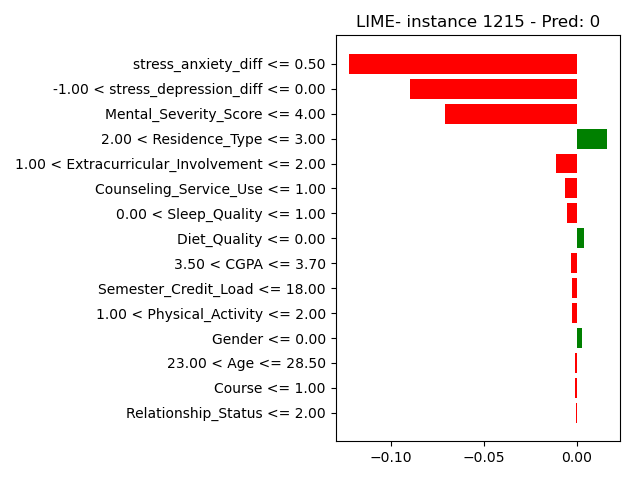 LIME- instance 1215 - Pred: 0
stress_anxiety_diff <= 0.50
-1.00 < stress_depression_diff <= 0.00
Mental_Severity_Score <= 4.00
2.00 < Residence_Type <= 3.00
1.00 < Extracurricular_Involvement <= 2.00
Counseling_Service_Use <= 1.00
0.00 < Sleep_Quality <= 1.00
Diet_Quality <= 0.00
3.50 < CGPA <= 3.70
Semester_Credit_Load <= 18.00
1.00 < Physical_Activity <= 2.00
Gender <= 0.00
23.00 < Age <= 28.50
Course <= 1.00
Relationship_Status <= 2.00
−0.10 −0.05 0.00